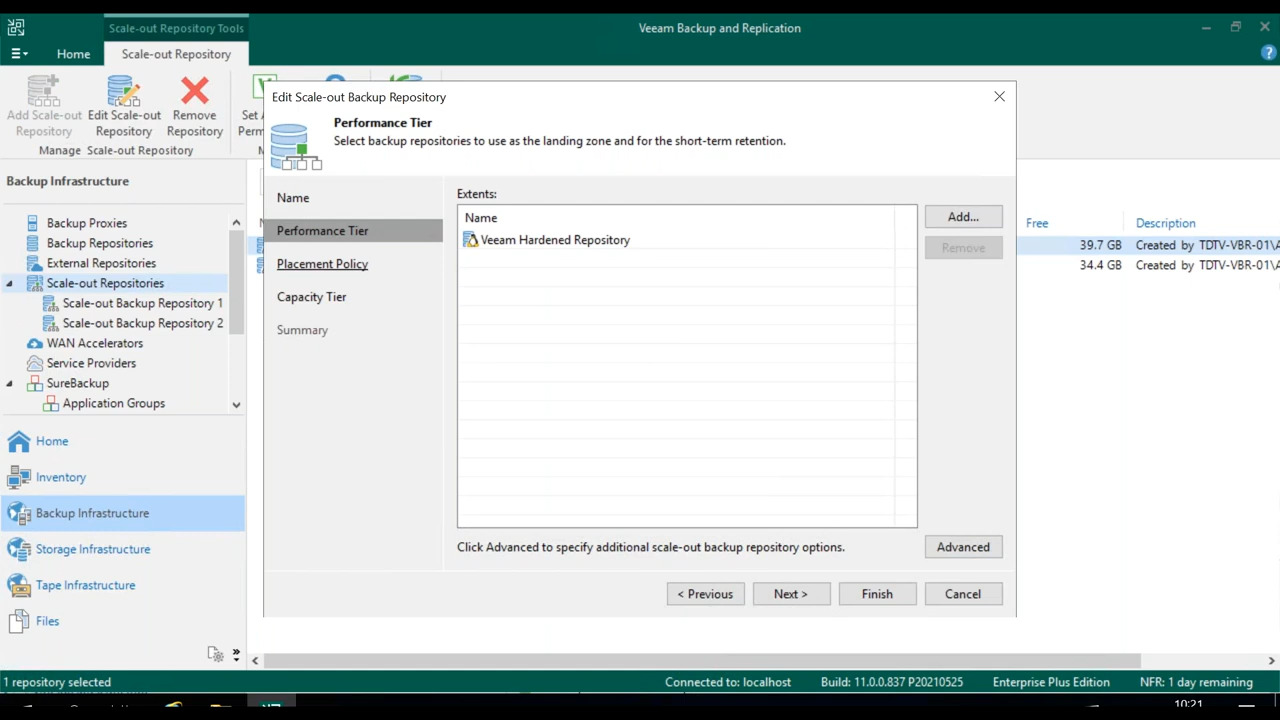 Scale-out Repository Tools
Veeam Backup and Replication
Home
Scale-out Repository
Add Scale-out Repository
Edit Scale-out Repository
Remove Repository
Manage Scale-out Repository
Edit Scale-out Backup Repository
Performance Tier
Select backup repositories to use as the landing zone and for the short-term retention.
Name
Performance Tier
Placement Policy
Capacity Tier
Summary
Extents:
Name
Veeam Hardened Repository
Add...
Remove
Click Advanced to specify additional scale-out backup repository options.
Advanced
< Previous
Next >
Finish
Cancel
Free
Description
39.7 GB
Created by TDTV-VBR-01\A
34.4 GB
Created by TDTV-VBR-01\A
Backup Infrastructure
Backup Proxies
Backup Repositories
External Repositories
Scale-out Repositories
Scale-out Backup Repository 1
Scale-out Backup Repository 2
WAN Accelerators
Service Providers
SureBackup
Application Groups
Home
Inventory
Backup Infrastructure
Storage Infrastructure
Tape Infrastructure
Files
1 repository selected
Connected to: localhost
Build: 11.0.0.837 P20210525
Enterprise Plus Edition
NFR: 1 day remaining
10:21